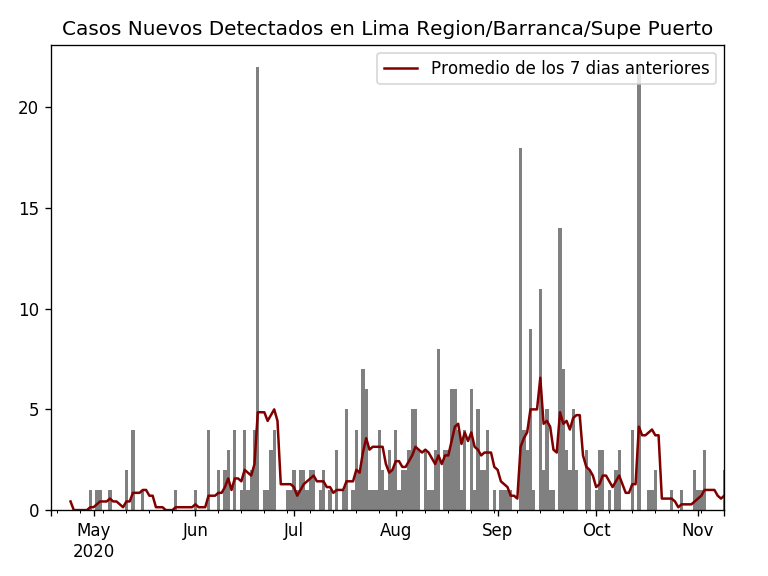 Casos Nuevos Detectados en Lima Region/Barranca/Supe Puerto
Promedio de los 7 dias anteriores
20
15
10
5
0
May Jun Jul Aug Sep Oct Nov
2020